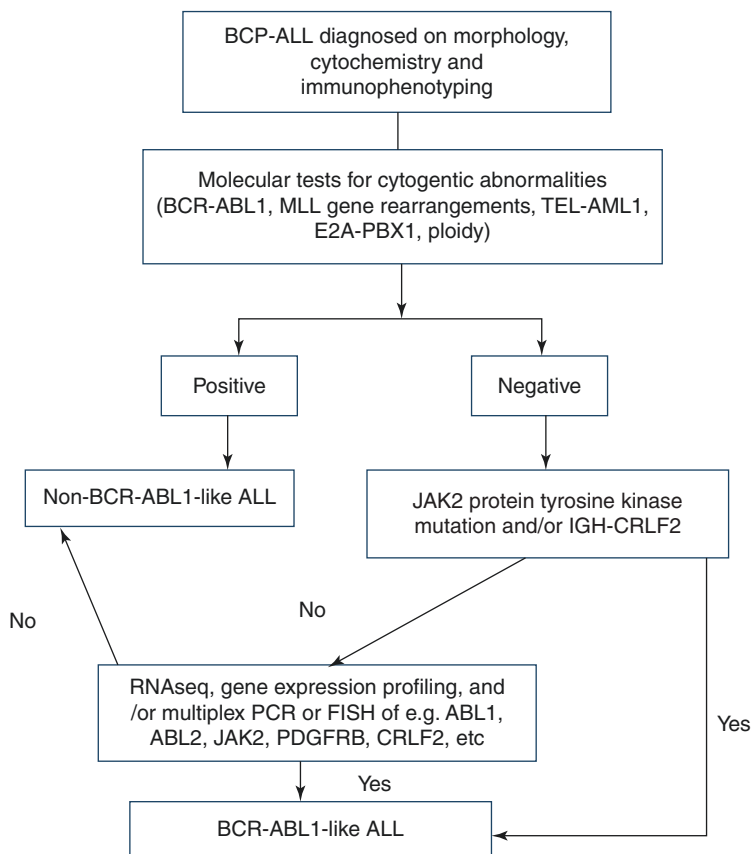 BCP-ALL diagnosed on morphology,
cytochemistry and
immunophenotyping
Molecular tests for cytogentic abnormalities
(BCR-ABL1, MLL gene rearrangements, TEL-AML1,
E2A-PBX1, ploidy)
Positive
Negative
Non-BCR-ABL1-like ALL
JAK2 protein tyrosine kinase
mutation and/or IGH-CRLF2
No
No
RNAseq, gene expression profiling, and
/or multiplex PCR or FISH of e.g. ABL1,
ABL2, JAK2, PDGFRB, CRLF2, etc
Yes
Yes
BCR-ABL1-like ALL